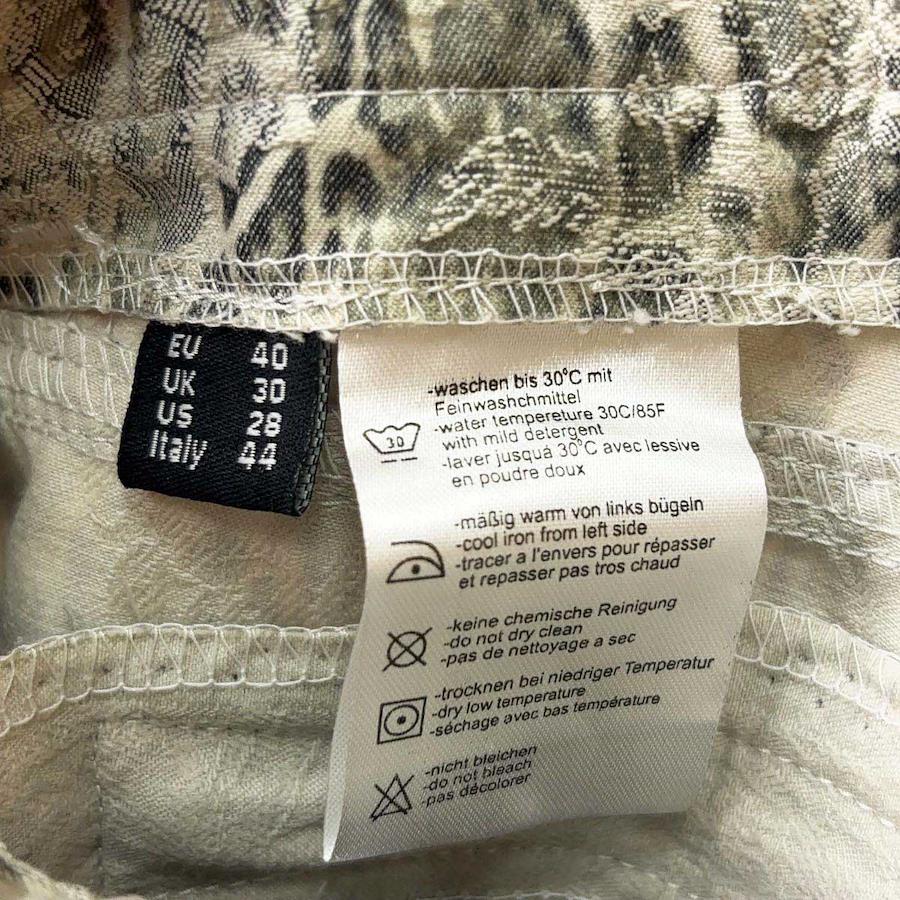 EU 40
UK 30
US 28
Italy 44
-waschen bis 30°C mit
Feinwaschmittel
-water tempereture 30C/85F
with mild detergent
-laver jusquá 30°C avec lessive
en poudre doux
30
-mäßig warm von links bügeln
-cool iron from left side
-tracer a l'envers pour répasser
et repasser pas tros chaud
-keine chemische Reinigung
-do not dry clean
-pas de nettoyage a sec
-trocknen bei niedriger Temperatur
-dry low temperature
-séchage avec bas température
-nicht bleichen
-do not bleach
-pas décolorer